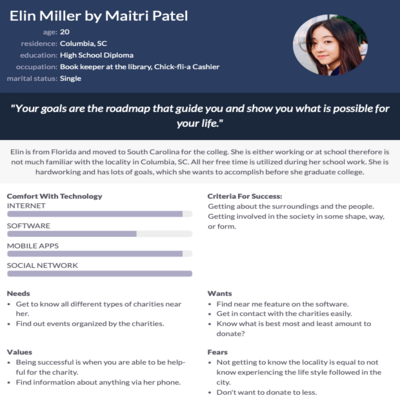 Elin Miller by Maitri Patel
age: 20
residence: Columbia, SC
education: High School Diploma
occupation: Book keeper at the library, Chick-fli-a Cashier
marital status: Single
"Your goals are the roadmap that guide you and show you what is possible for
your life."
Elin is from Florida and moved to South Carolina for the colleg. She is either working or at school therefore is
not much familiar with the locality in Columbia, SC. All her free time is utilized during her school work. She is
hardworking and has lots of goals, which she wants to accomplish before she graduate college.
Comfort With Technology
INTERNET
SOFTWARE
MOBILE APPS
SOCIAL NETWORK
Criteria For Success:
Getting about the surroundings and the people.
Getting involved in the society in some shape, way,
or form.
Needs
• Get to know all different types of charities near
her.
• Find out events organized by the charities.
Wants
• Find near me feature on the software.
• Get in contact with the charities easily.
• Know what is best most and least amount to
donate?
Values
• Being successful is when you are able to be help-
ful for the charity.
• Find information about anything via her phone.
Fears
• Not getting to know the locality is equal to not
know experiencing the life style followed in the
city.
• Don't want to donate to less.